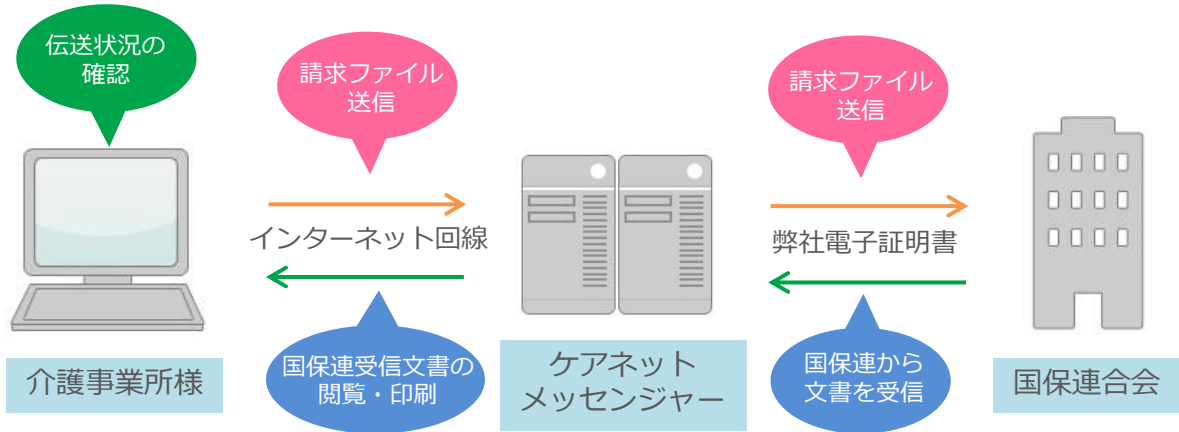 伝送状況の
確認
請求ファイル
送信
請求ファイル
送信
インターネット回線
弊社電子証明書
国保連受信文書の
閲覧・印刷
国保連から
文書を受信
介護事業所様
ケアネット
メッセンジャー
国保連合会